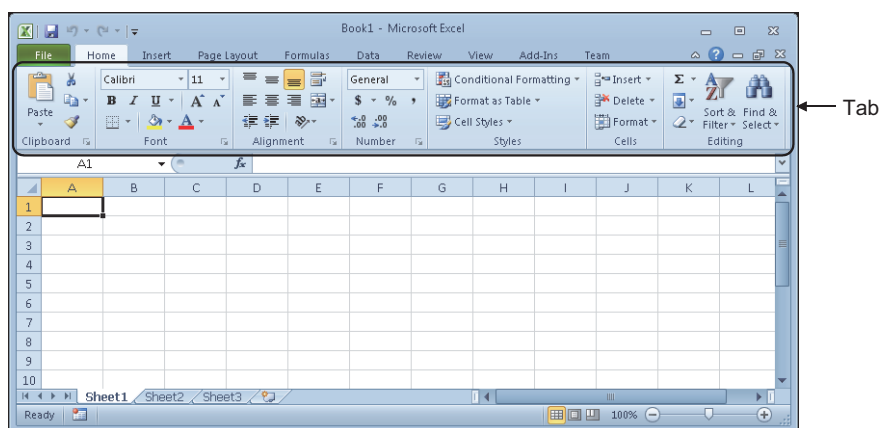 Book1 - Microsoft Excel
File Home Insert Page Layout Formulas Data Review View Add-Ins Team
Paste
Clipboard
Calibri 11
B I U A A
A
Font
Alignment
General
$ % ,
.00 .00
Number
Conditional Formatting
Format as Table
Cell Styles
Styles
Insert
Delete
Format
Cells
Σ
Sort & Filter
Find & Select
Editing
Tab
A1 fx
A B C D E F G H I J K L
1
2
3
4
5
6
7
8
9
10
Sheet1 Sheet2 Sheet3
Ready 100%